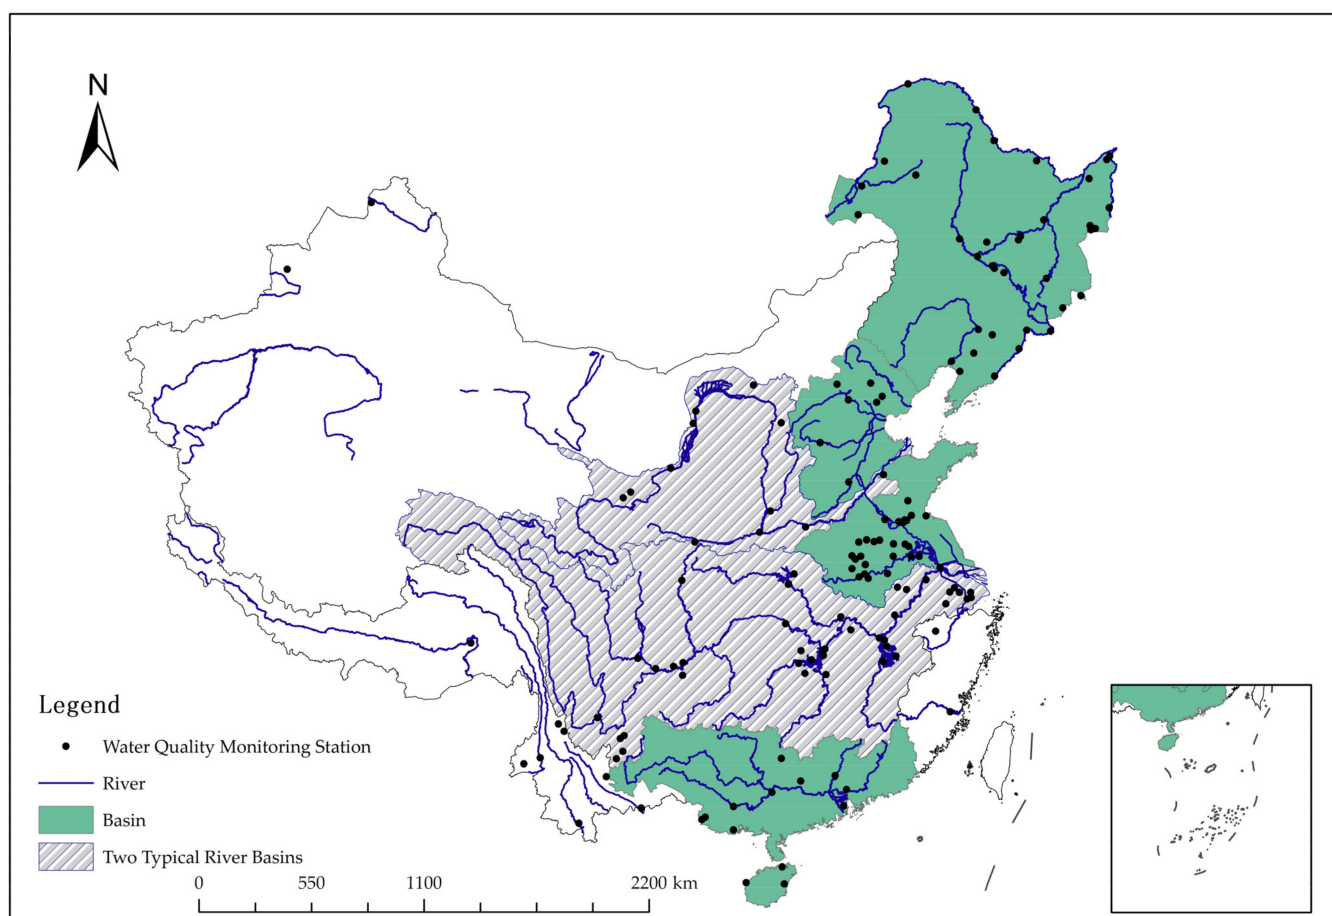 N
Legend
Water Quality Monitoring Station
River
Basin
Two Typical River Basins
0 550 1100 2200 km